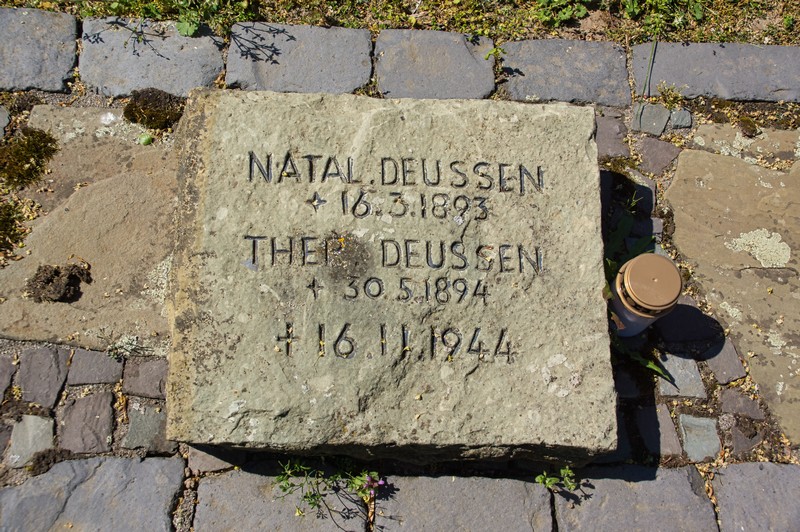 NATAL. DEUSSEN
+ 16.3.1893
DEUSSEN
+ 30.5.1894
+ 16.11.1944